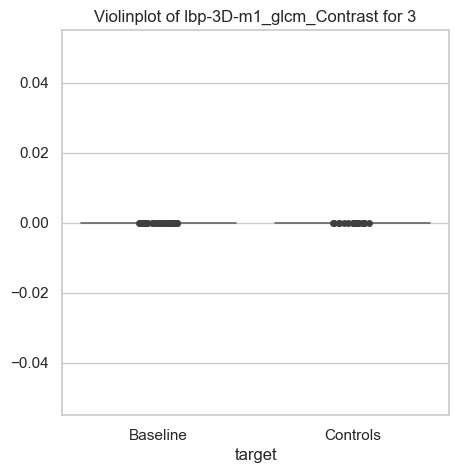 Violinplot of lbp-3D-m1_glcm_Contrast for 3
0.04
0.02
0.00
−0.02
−0.04
Baseline Controls
target